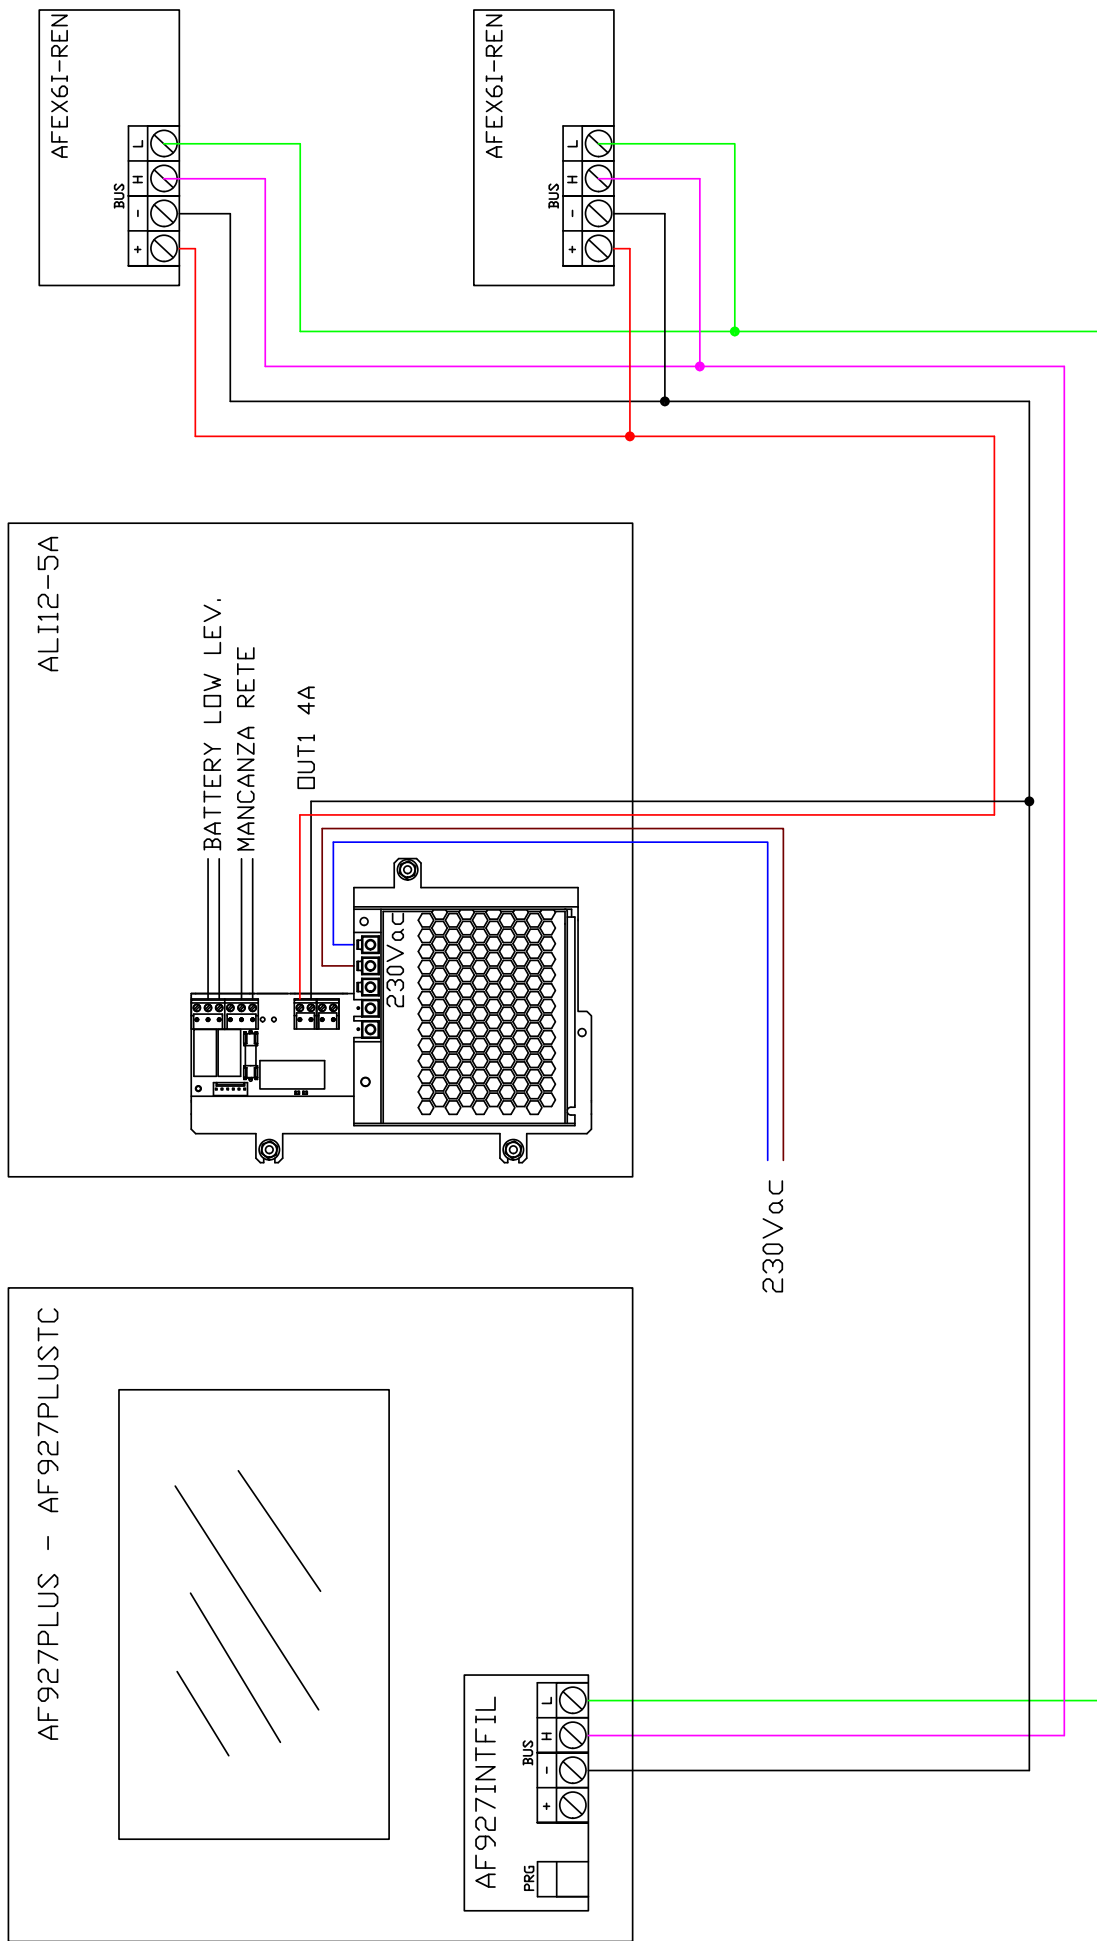 AFEX6I-REN
BUS
L
H
-
+
AFEX6I-REN
BUS
L
H
-
+
ALI12-5A
BATTERY LOW LEV.
MANCANZA RETE
OUT1 4A
230Vac
230Vac
AF927PLUS - AF927PLUSTC
AF927INTFIL
BUS
L
H
-
+
PRG